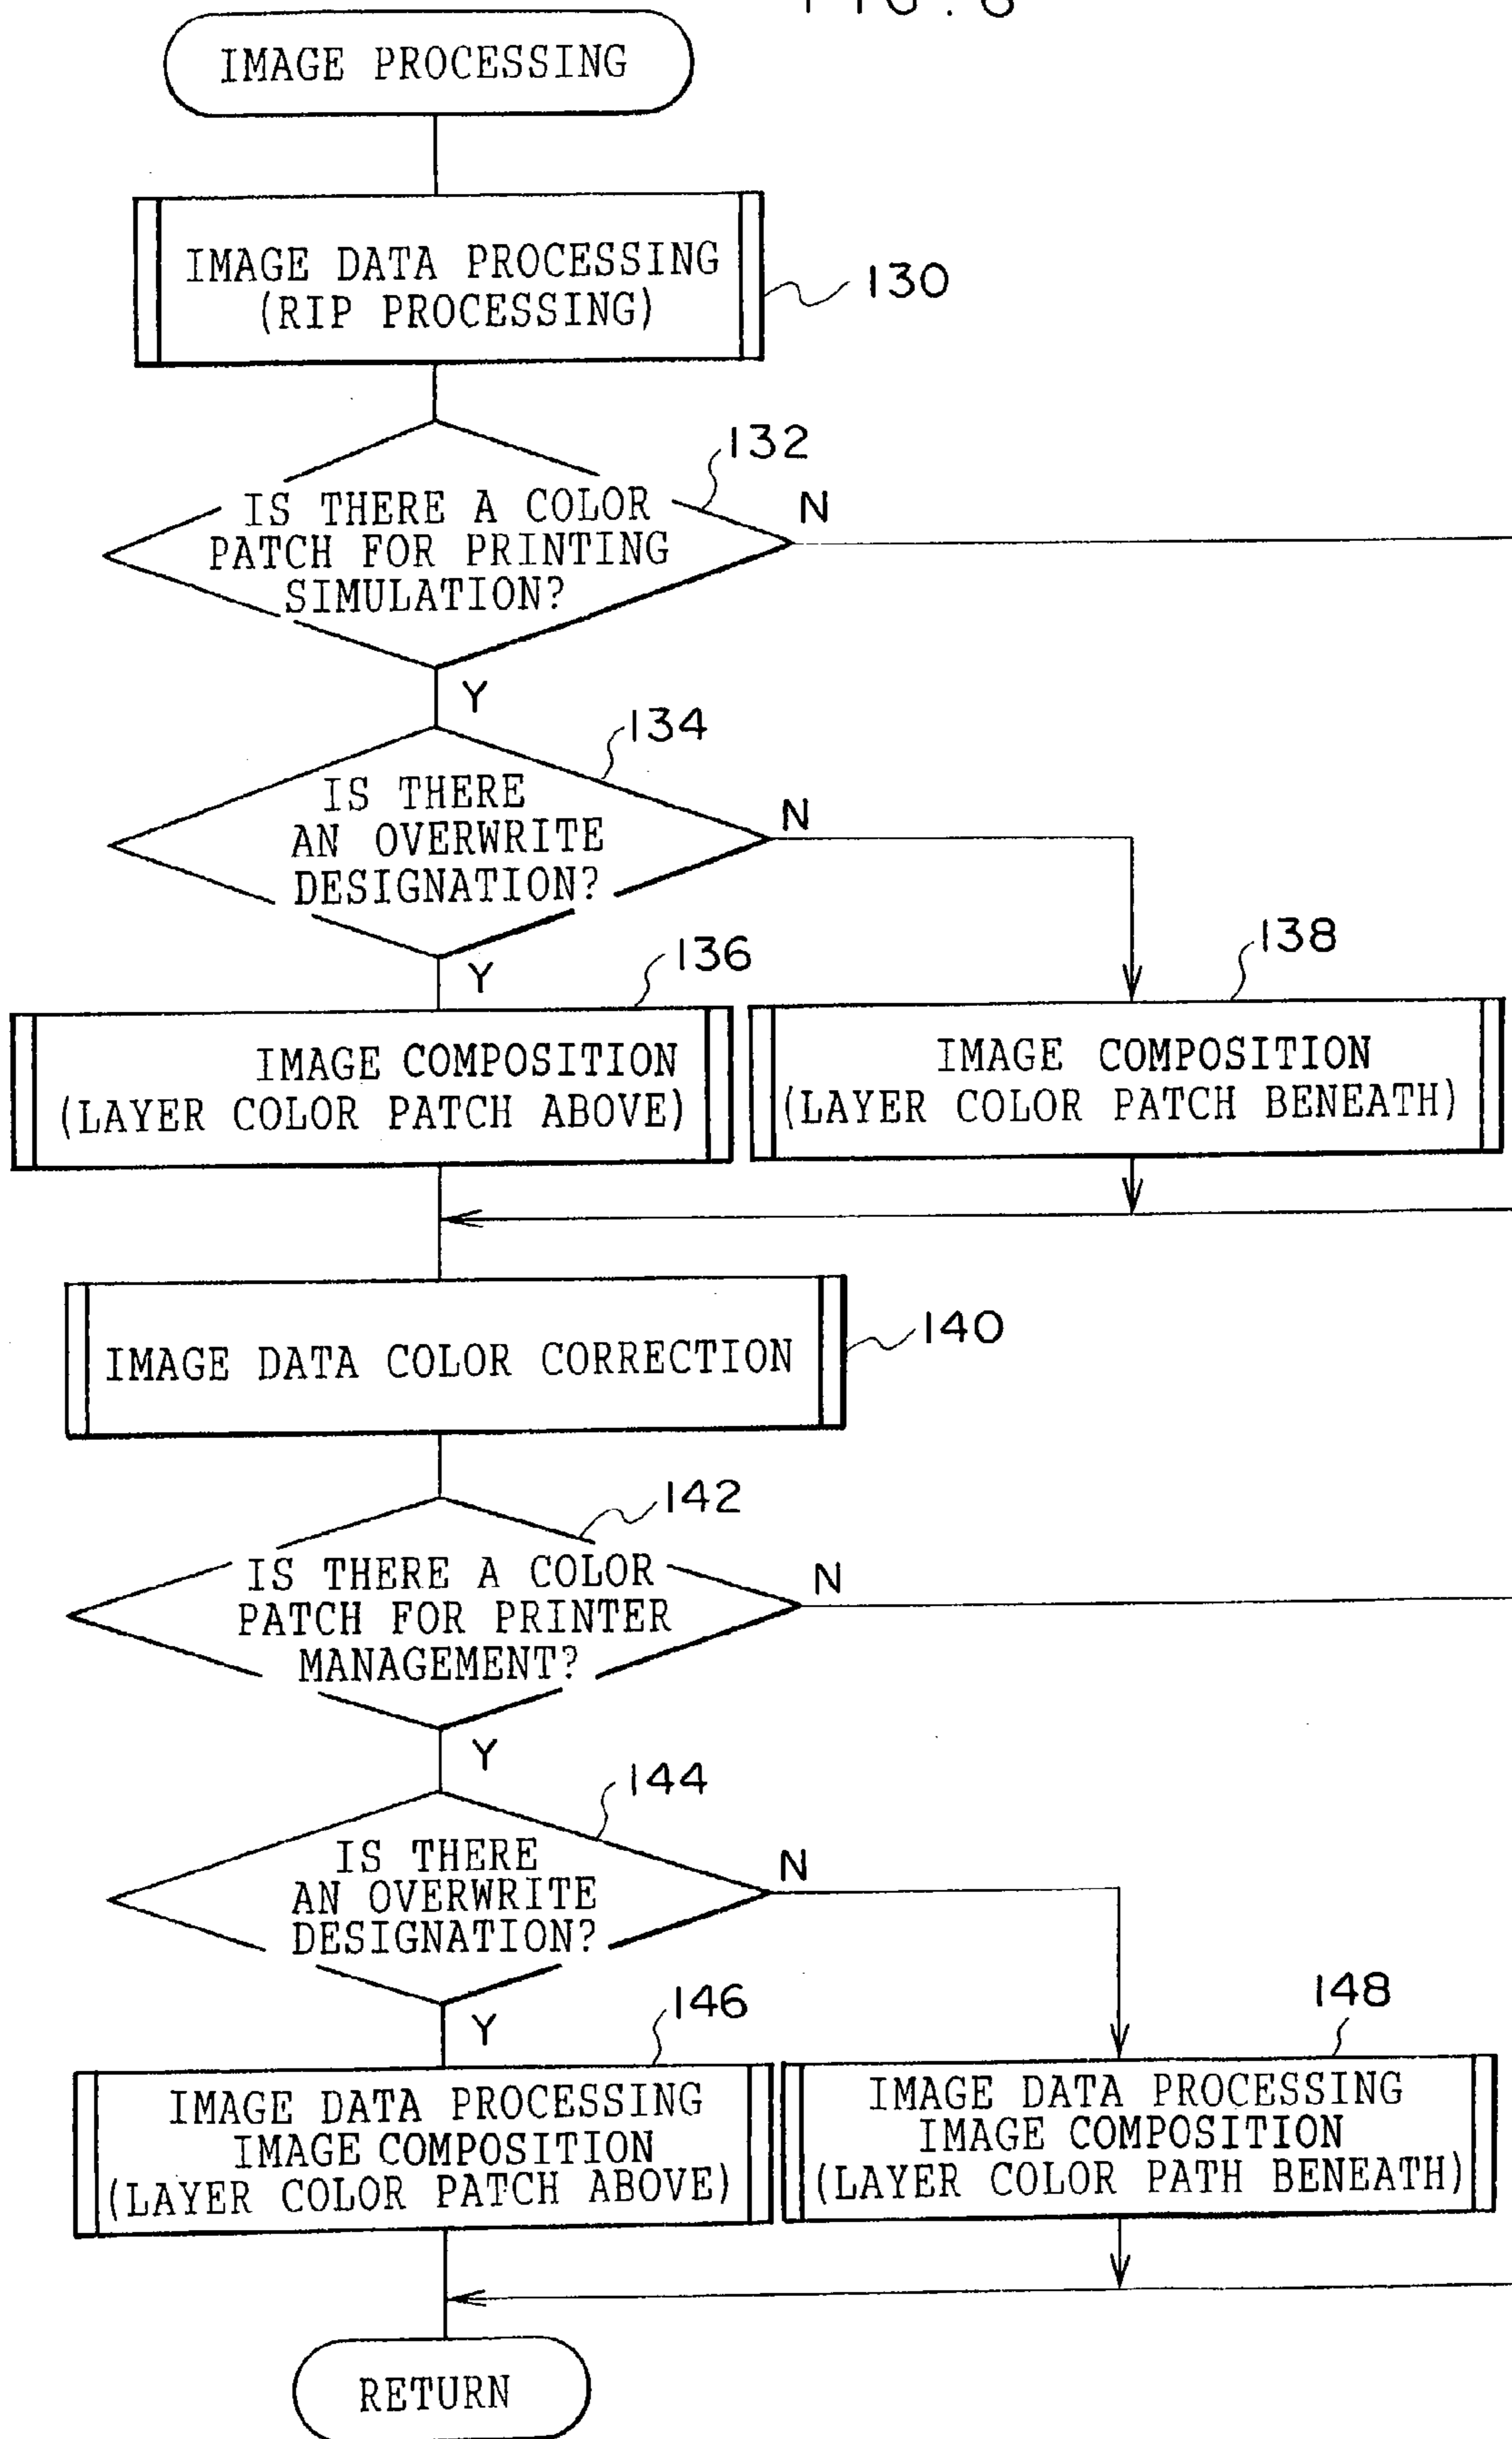 IMAGE PROCESSING
IMAGE DATA PROCESSING
(RIP PROCESSING)
130
132
IS THERE A COLOR
PATCH FOR PRINTING
SIMULATION?
N
Y
134
IS THERE
AN OVERWRITE
DESIGNATION?
N
Y
136
138
IMAGE COMPOSITION
(LAYER COLOR PATCH ABOVE)
IMAGE COMPOSITION
(LAYER COLOR PATCH BENEATH)
IMAGE DATA COLOR CORRECTION
140
142
IS THERE A COLOR
PATCH FOR PRINTER
MANAGEMENT?
N
Y
144
IS THERE
AN OVERWRITE
DESIGNATION?
N
Y
146
148
IMAGE DATA PROCESSING
IMAGE COMPOSITION
(LAYER COLOR PATCH ABOVE)
IMAGE DATA PROCESSING
IMAGE COMPOSITION
(LAYER COLOR PATH BENEATH)
RETURN